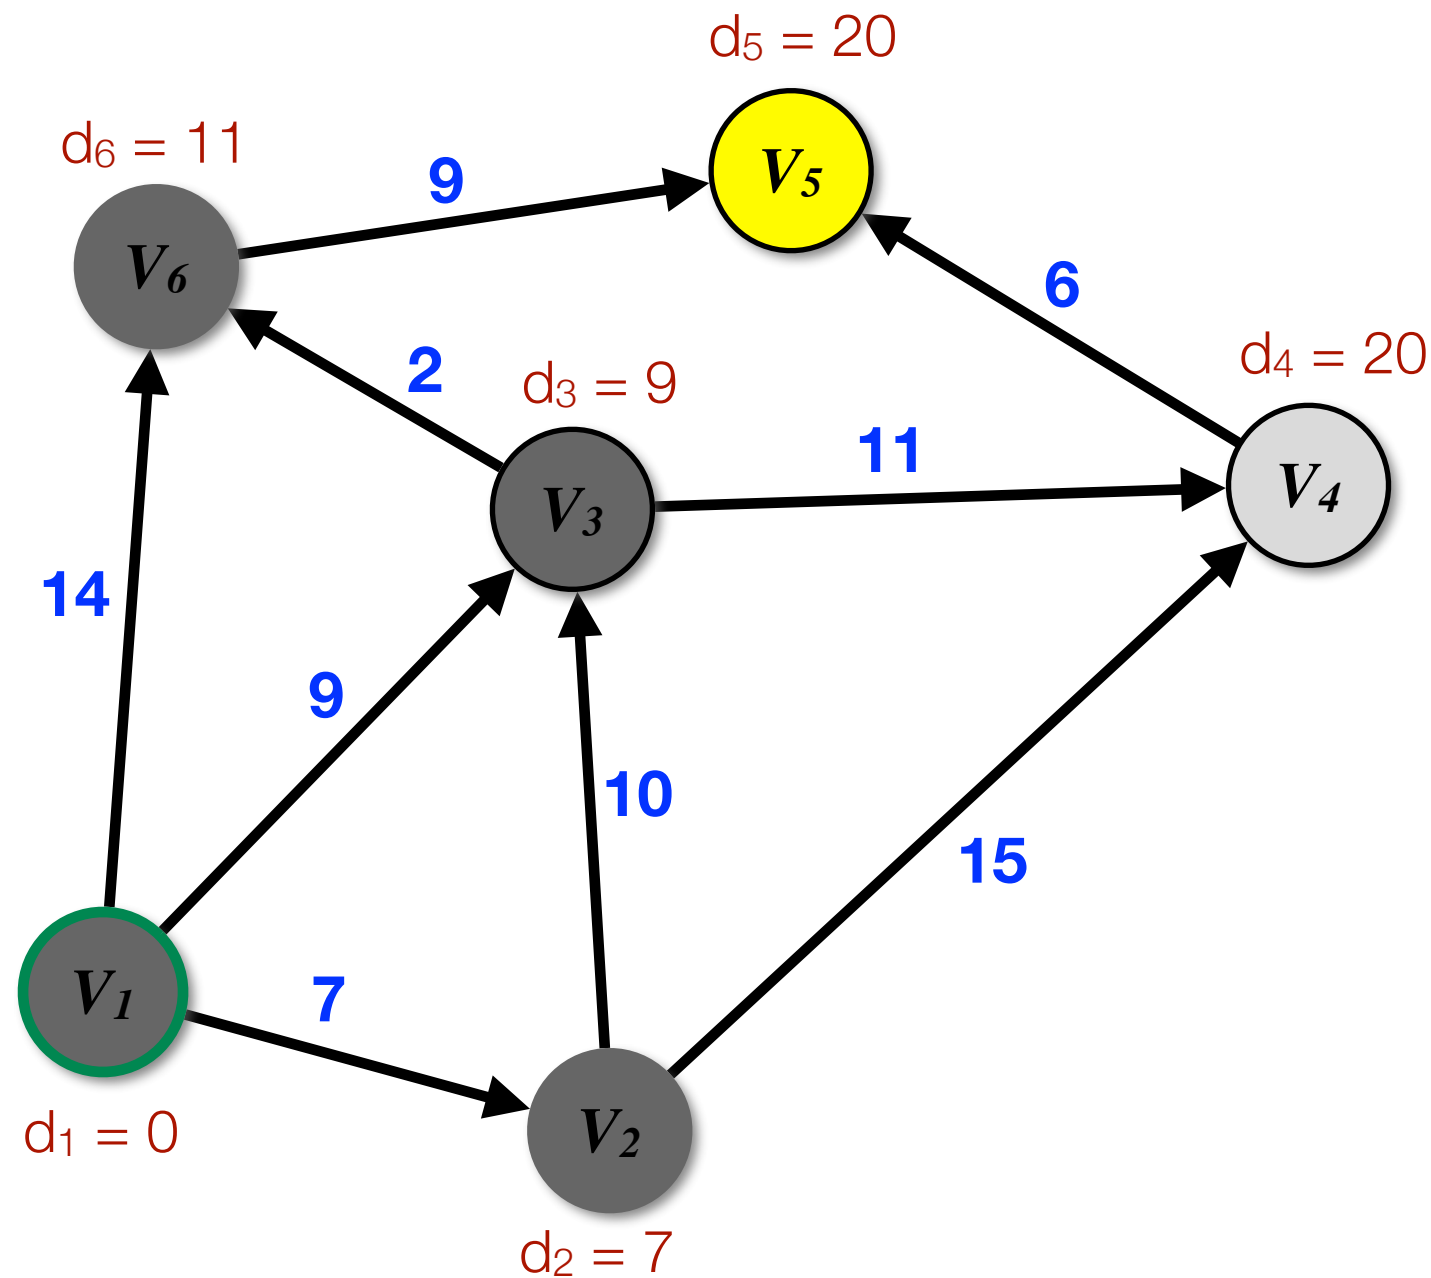 d₅ = 20
d₆ = 11
V₅
9
V₆
6
d₄ = 20
2
d₃ = 9
11
V₄
V₃
14
9
10
15
V₁
7
d₁ = 0
V₂
d₂ = 7